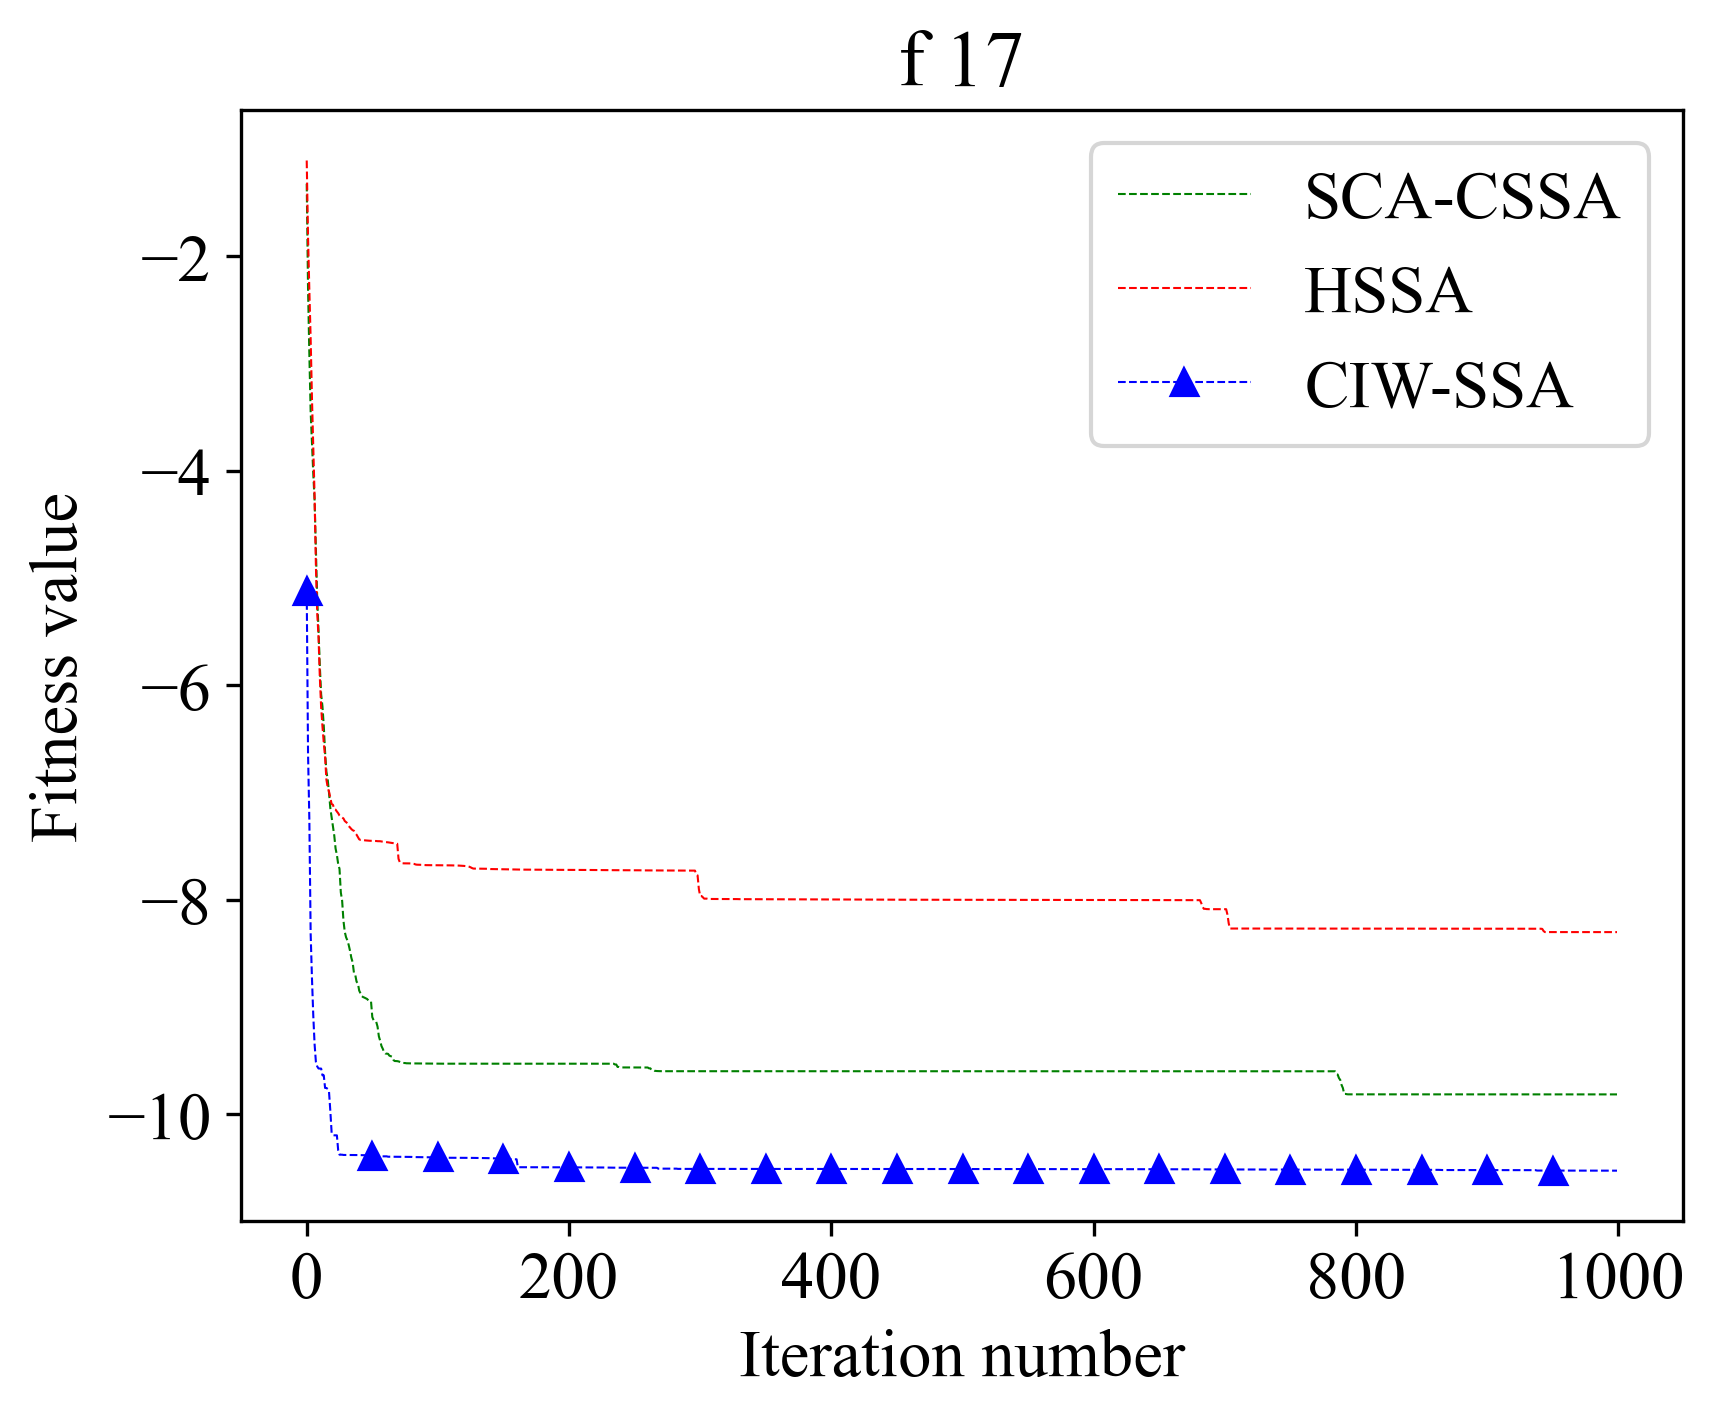 f 17
SCA-CSSA
HSSA
CIW-SSA
−2
−4
−6
−8
−10
Fitness value
0 200 400 600 800 1000
Iteration number